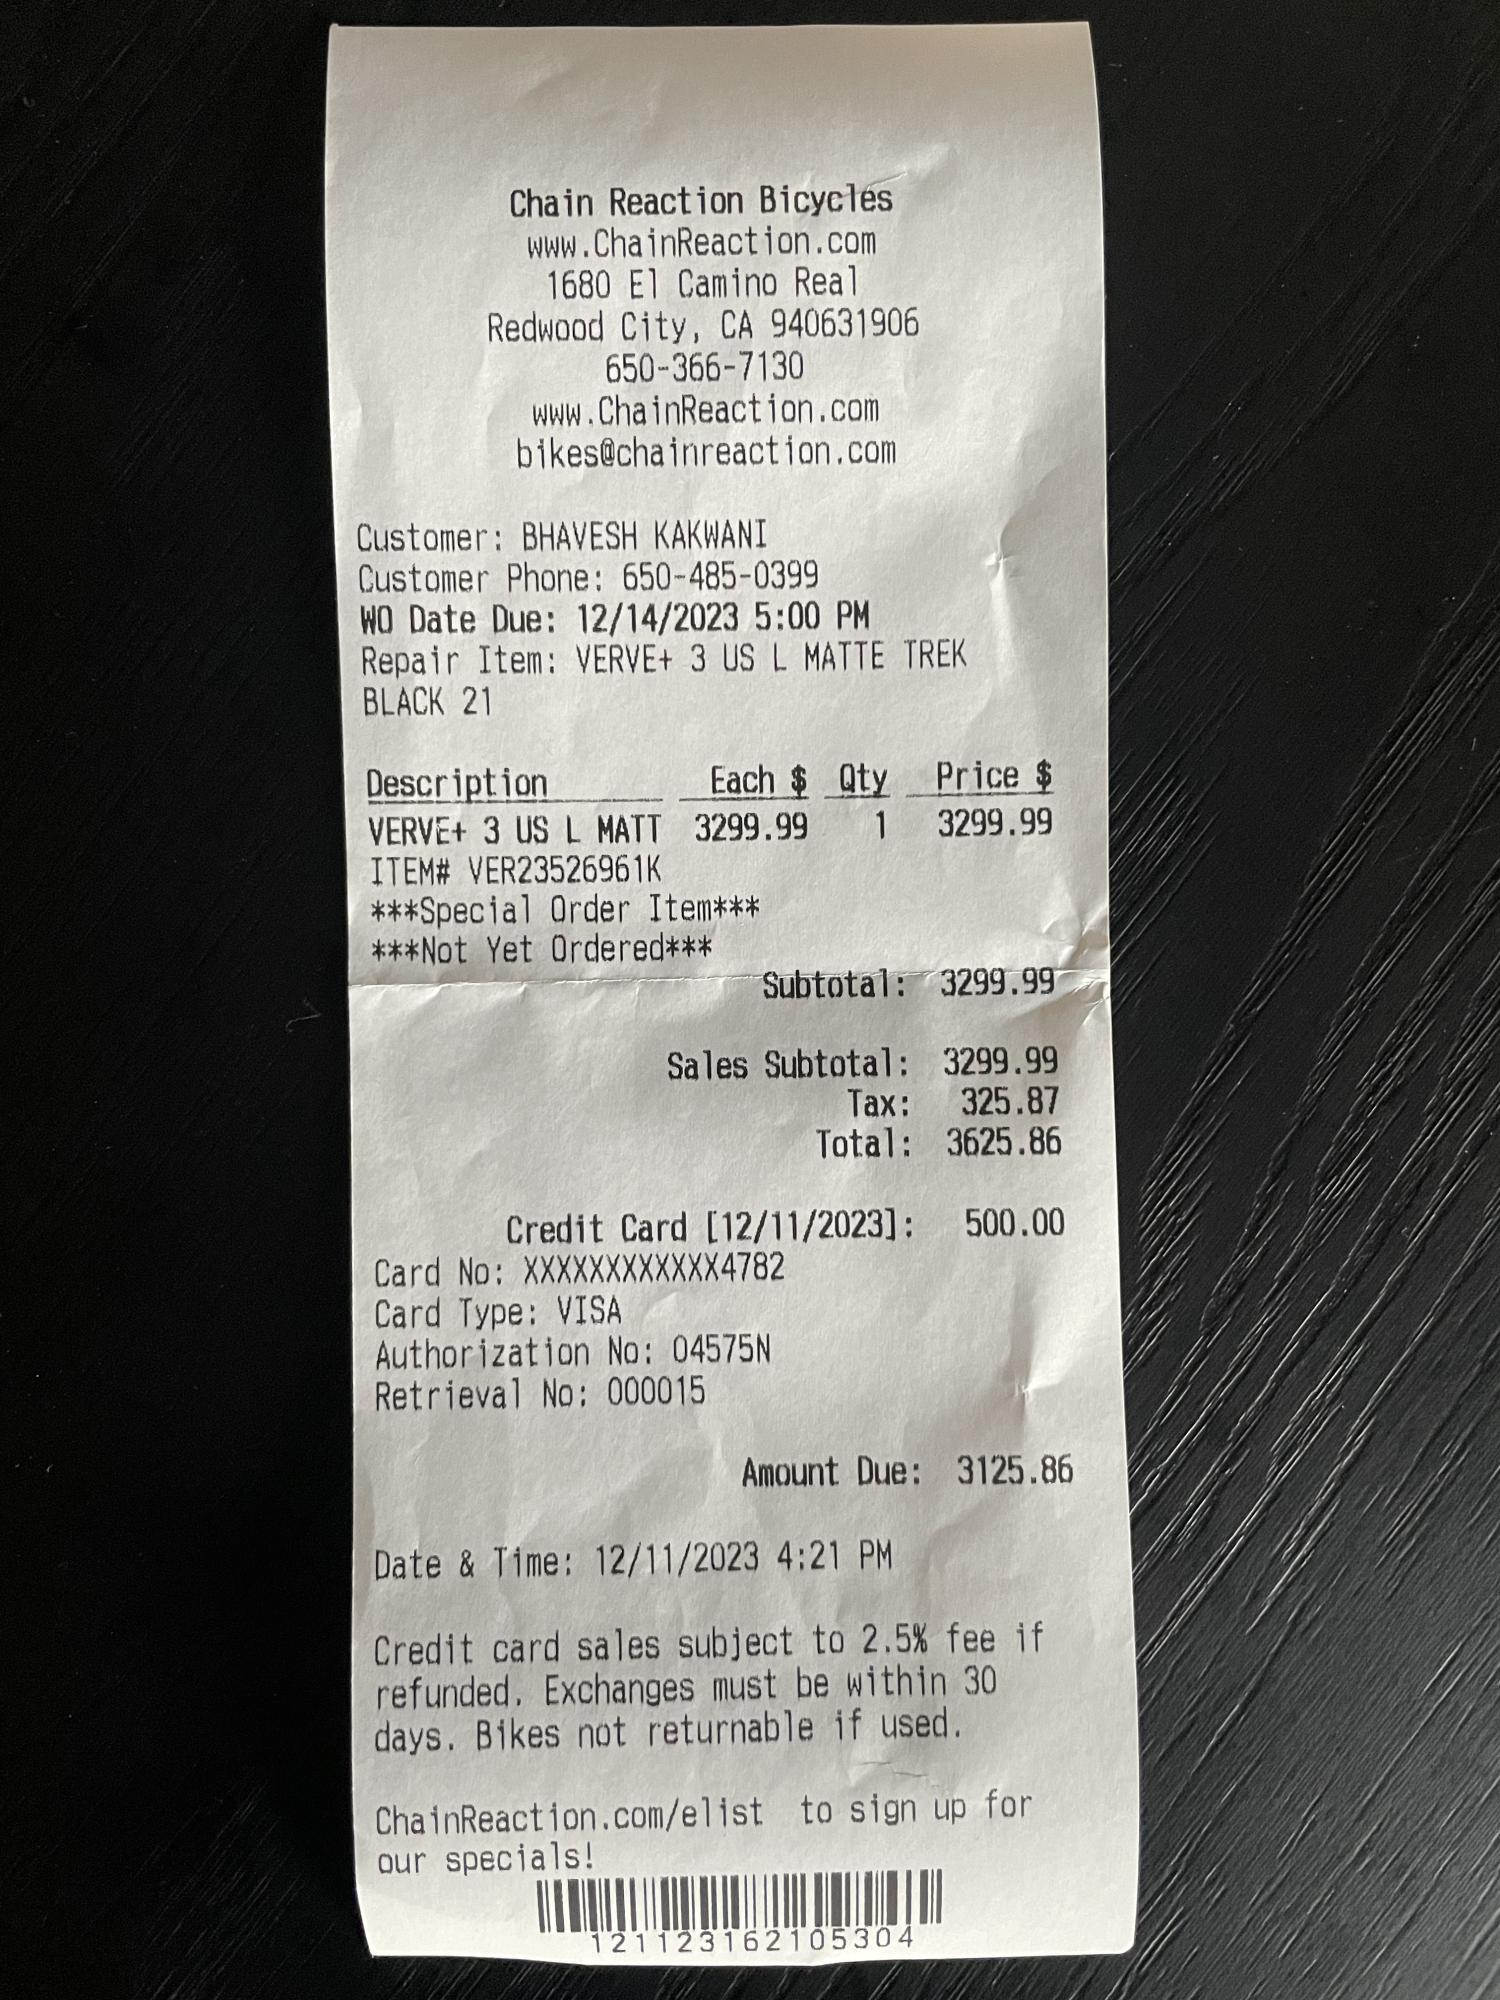 Chain Reaction Bicycles
www.ChainReaction.com
1680 El Camino Real
Redwood City, CA 940631906
650-366-7130
www.ChainReaction.com
bikes@chainreaction.com
Customer: BHAVESH KAKWANI
Customer Phone: 650-485-0399
WO Date Due: 12/14/2023 5:00 PM
Repair Item: VERVE+ 3 US L MATTE TREK
BLACK 21
Description Each $ Qty Price $
VERVE+ 3 US L MATT 3299.99 1 3299.99
ITEM# VER23526961K
***Special Order Item***
***Not Yet Ordered***
Subtotal: 3299.99
Sales Subtotal: 3299.99
Tax: 325.87
Total: 3625.86
Credit Card [12/11/2023]: 500.00
Card No: XXXXXXXXXXXX4782
Card Type: VISA
Authorization No: 04575N
Retrieval No: 000015
Amount Due: 3125.86
Date & Time: 12/11/2023 4:21 PM
Credit card sales subject to 2.5% fee if
refunded. Exchanges must be within 30
days. Bikes not returnable if used.
ChainReaction.com/elist to sign up for
our specials!
121123162105304